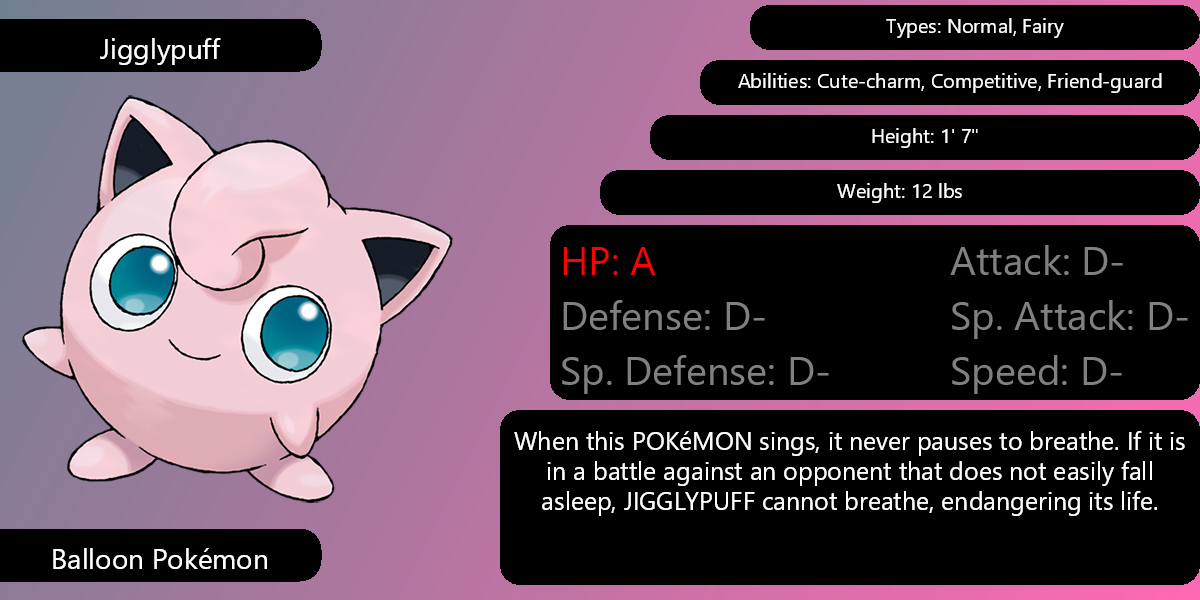 Jigglypuff
Balloon Pokémon
Types: Normal, Fairy
Abilities: Cute-charm, Competitive, Friend-guard
Height: 1' 7"
Weight: 12 lbs
HP: A
Attack: D-
Defense: D-
Sp. Attack: D-
Sp. Defense: D-
Speed: D-
When this POKéMON sings, it never pauses to breathe. If it is
in a battle against an opponent that does not easily fall
asleep, JIGGLYPUFF cannot breathe, endangering its life.